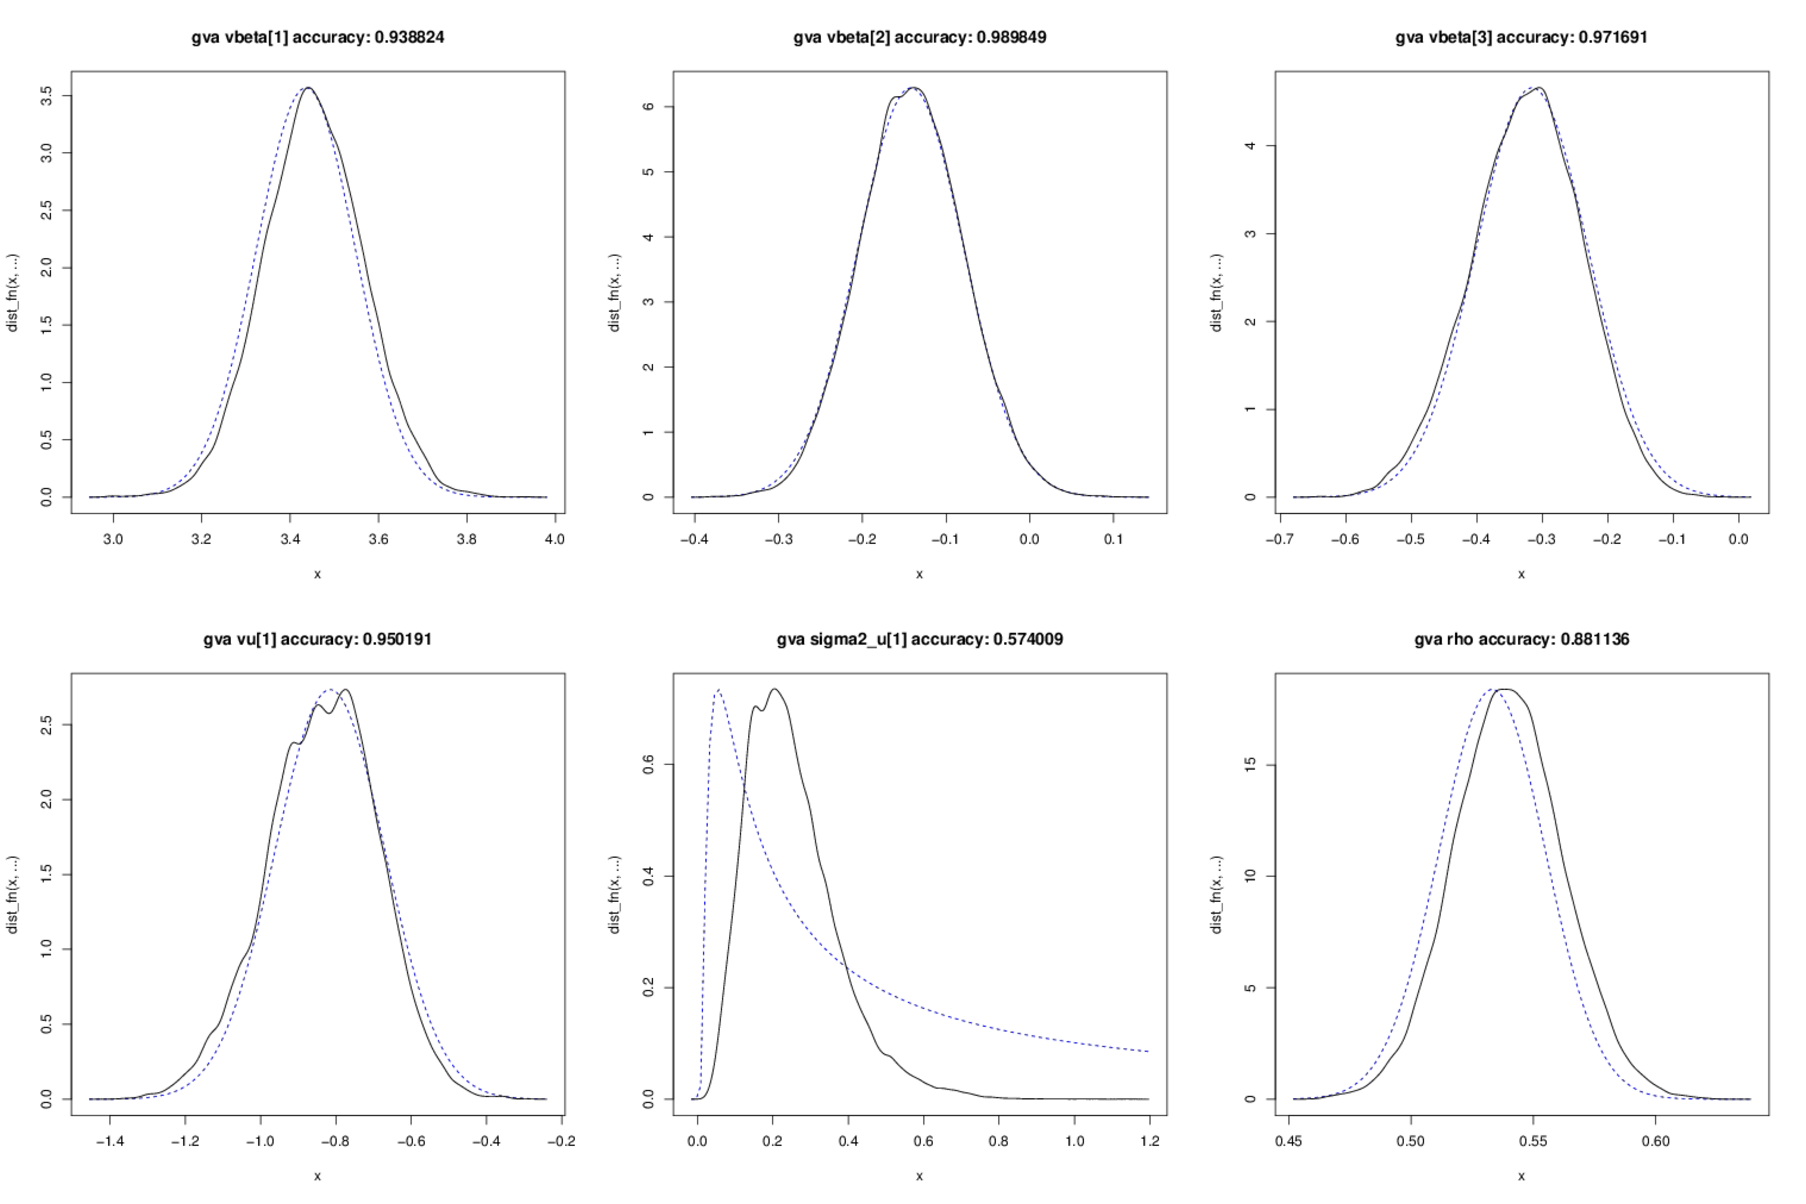 gva vbeta[1] accuracy: 0.938824
dist_fn(x, ...)
3.5
3.0
2.5
2.0
1.5
1.0
0.5
0.0
3.0 3.2 3.4 3.6 3.8 4.0
x
gva vbeta[2] accuracy: 0.989849
dist_fn(x, ...)
6
5
4
3
2
1
0
−0.4 −0.3 −0.2 −0.1 0.0 0.1
x
gva vbeta[3] accuracy: 0.971691
dist_fn(x, ...)
4
3
2
1
0
−0.7 −0.6 −0.5 −0.4 −0.3 −0.2 −0.1 0.0
x
gva vu[1] accuracy: 0.950191
dist_fn(x, ...)
2.5
2.0
1.5
1.0
0.5
0.0
−1.4 −1.2 −1.0 −0.8 −0.6 −0.4 −0.2
x
gva sigma2_u[1] accuracy: 0.574009
dist_fn(x, ...)
0.6
0.4
0.2
0.0
0.0 0.2 0.4 0.6 0.8 1.0 1.2
x
gva rho accuracy: 0.881136
dist_fn(x, ...)
15
10
5
0
0.45 0.50 0.55 0.60
x